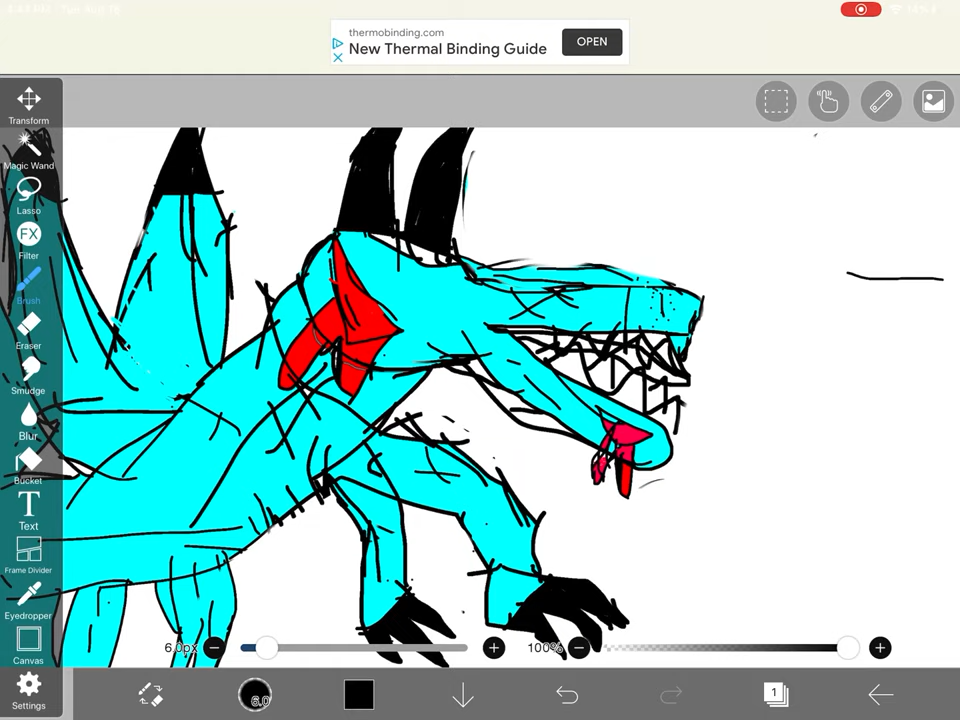 thermobinding.com
New Thermal Binding Guide
OPEN
Transform
Magic Wand
Lasso
FX
Filter
Brush
Eraser
Smudge
Blur
Bucket
T
Text
Frame Divider
Eyedropper
Canvas
Settings
6.0px
100%
6.0
1